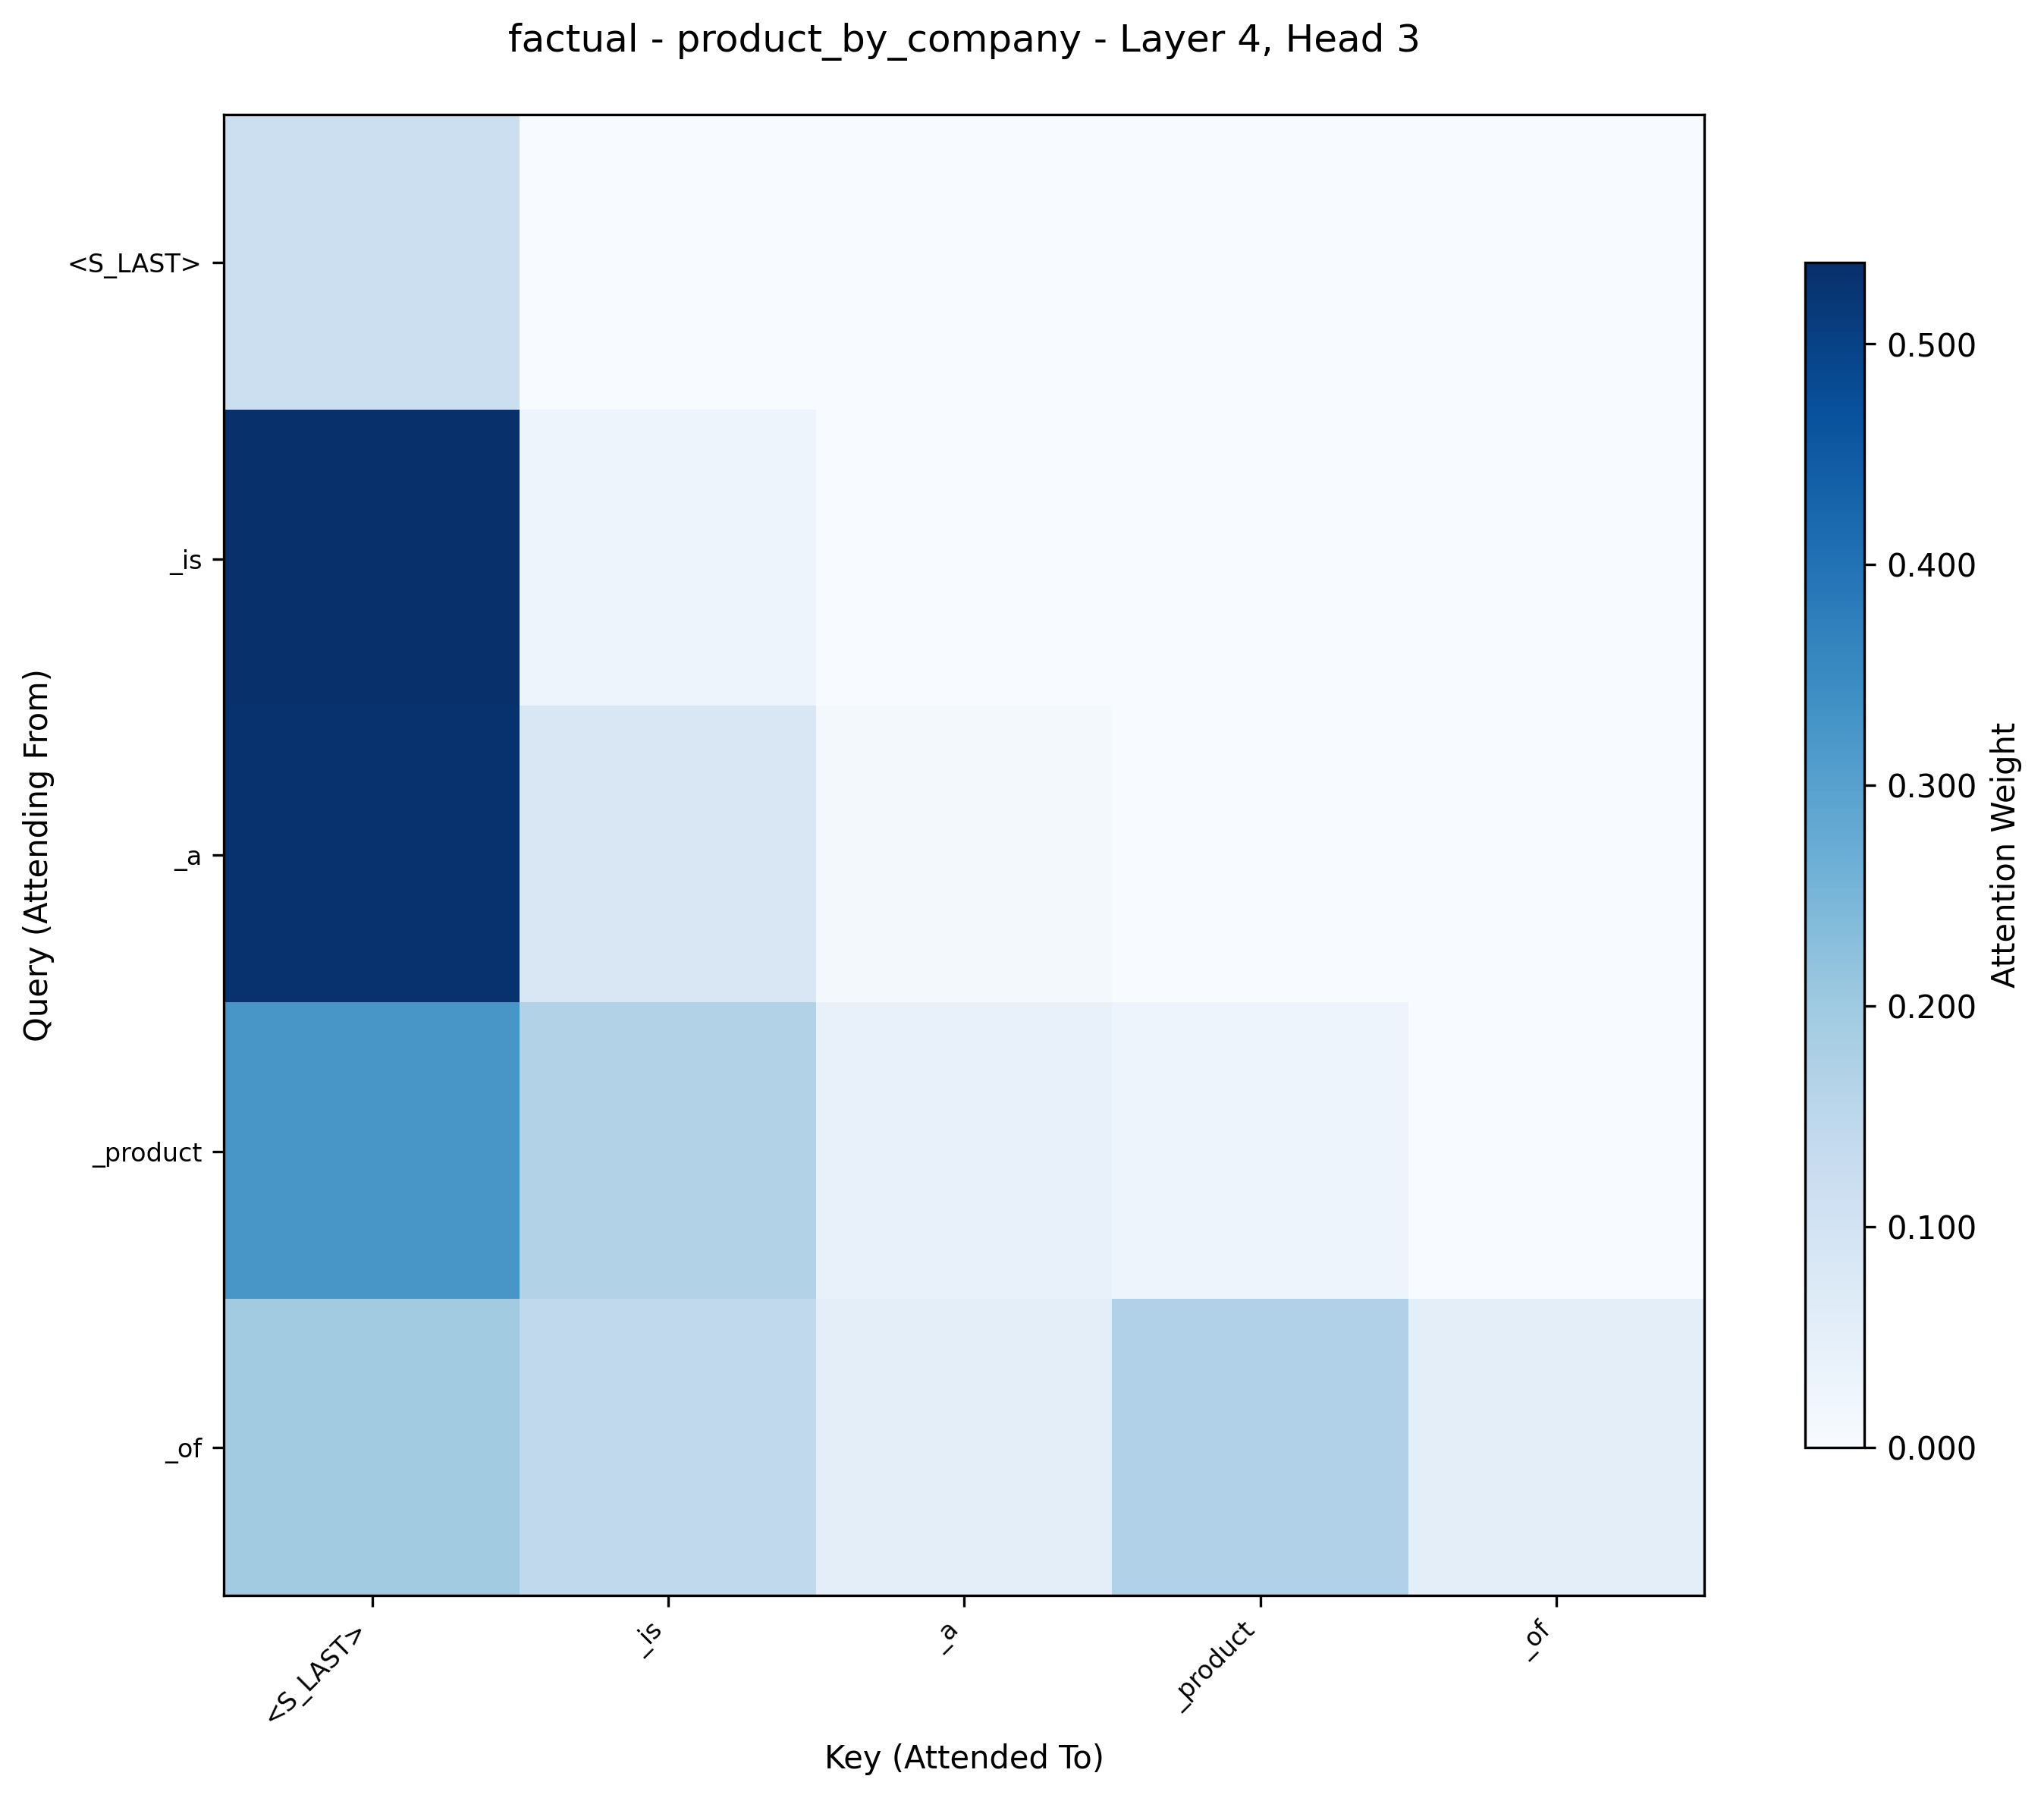 factual - product_by_company - Layer 4, Head 3
Query (Attending From)
<S_LAST>
_is
_a
_product
_of
<S_LAST>
_is
_a
_product
_of
Key (Attended To)
0.500
0.400
0.300
0.200
0.100
0.000
Attention Weight